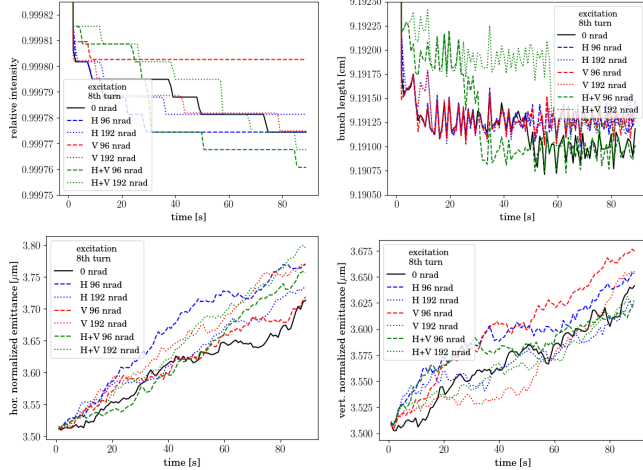 0.99982
0.99981
0.99980
0.99979
0.99978
0.99977
0.99976
0.99975
relative intensity
excitation
8th turn
0 nrad
H 96 nrad
H 192 nrad
V 96 nrad
V 192 nrad
H+V 96 nrad
H+V 192 nrad
0 20 40 60 80
time [s]
9.19250
9.19225
9.19200
9.19175
9.19150
9.19125
9.19100
9.19075
9.19050
bunch length [cm]
excitation
8th turn
0 nrad
H 96 nrad
H 192 nrad
V 96 nrad
V 192 nrad
H+V 96 nrad
H+V 192 nrad
0 20 40 60 80
time [s]
3.80
3.75
3.70
3.65
3.60
3.55
3.50
hor. normalized emittance [μm]
excitation
8th turn
0 nrad
H 96 nrad
H 192 nrad
V 96 nrad
V 192 nrad
H+V 96 nrad
H+V 192 nrad
0 20 40 60 80
time [s]
3.675
3.650
3.625
3.600
3.575
3.550
3.525
3.500
vert. normalized emittance [μm]
excitation
8th turn
0 nrad
H 96 nrad
H 192 nrad
V 96 nrad
V 192 nrad
H+V 96 nrad
H+V 192 nrad
0 20 40 60 80
time [s]